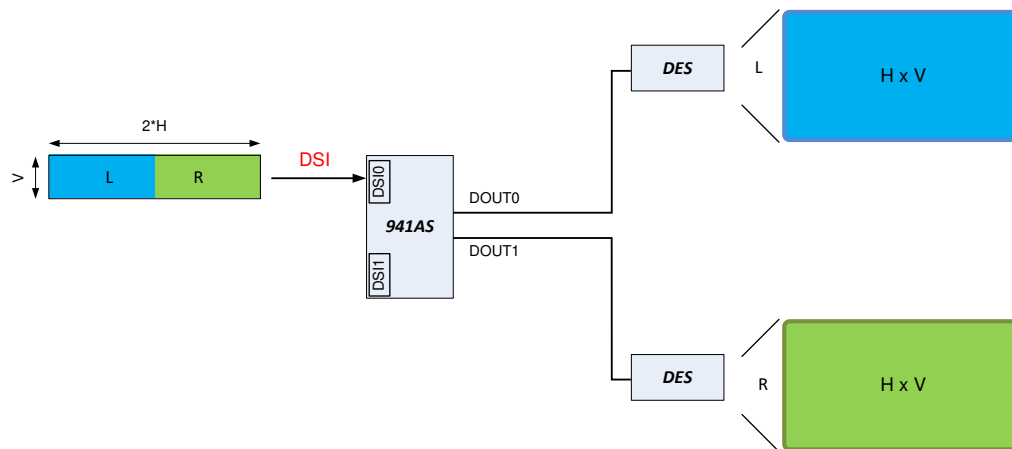 2*H
V
L
R
DSI
DSI0
941AS
DSI1
DOUT0
DOUT1
DES
L
H x V
DES
R
H x V